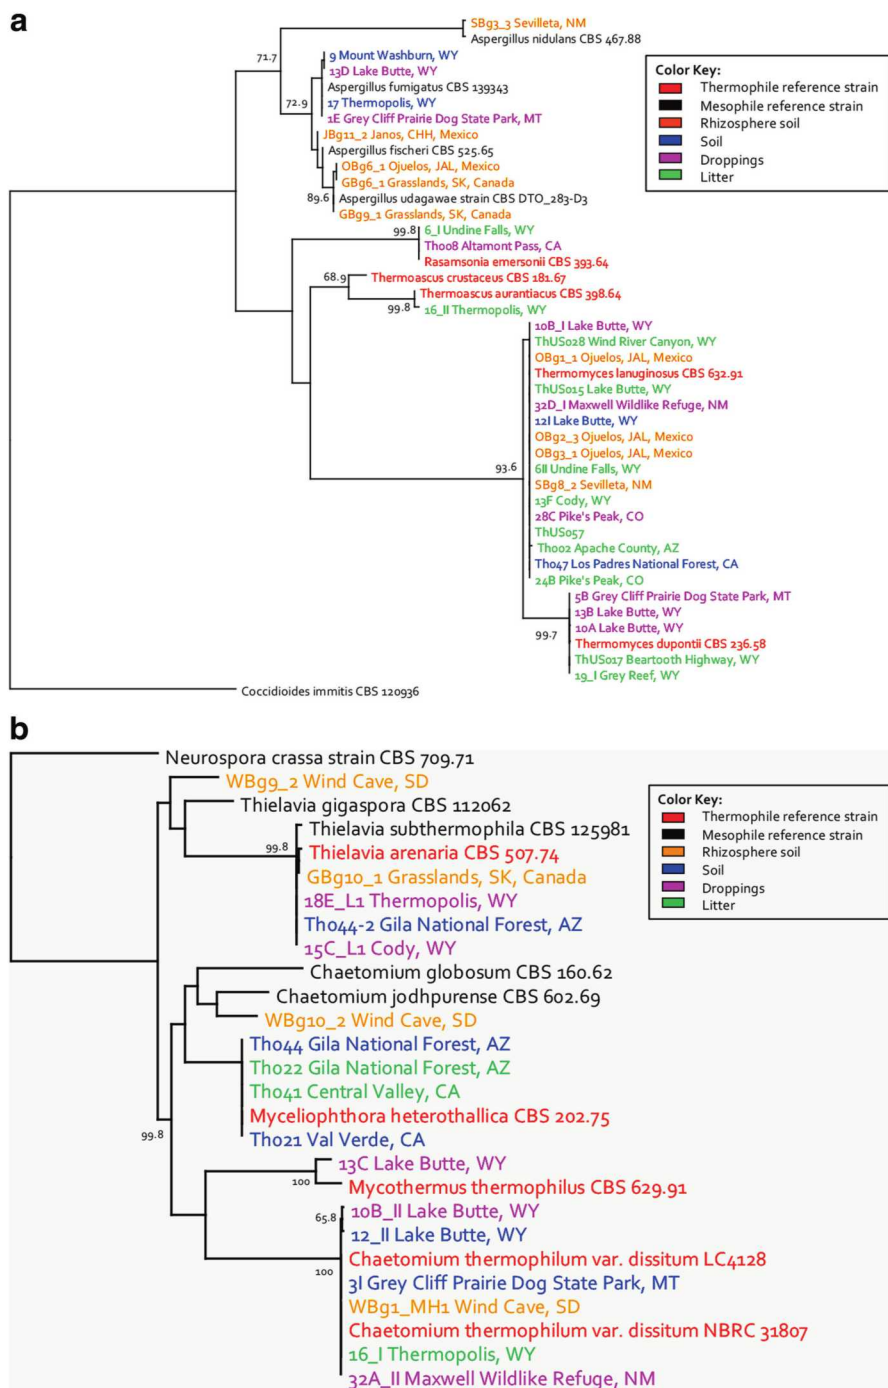 a
SBg3_3 Sevilleta, NM
Aspergillus nidulans CBS 467.88
71.7
9 Mount Washburn, WY
13D Lake Butte, WY
Aspergillus fumigatus CBS 139343
72.9
17 Thermopolis, WY
1E Grey Cliff Prairie Dog State Park, MT
JBg11_2 Janos, CHH, Mexico
Aspergillus fischeri CBS 525.65
OBg6_1 Ojuelos, JAL, Mexico
GBg6_1 Grasslands, SK, Canada
89.6
Aspergillus udagawae strain CBS DTO_283-D3
GBg9_1 Grasslands, SK, Canada
99.8
6_I Undine Falls, WY
Tho08 Altamont Pass, CA
Rasamsonia emersonii CBS 393.64
68.9
Thermoascus crustaceus CBS 181.67
Thermoascus aurantiacus CBS 398.64
99.8
16_II Thermopolis, WY
10B_I Lake Butte, WY
ThUS028 Wind River Canyon, WY
OBg1_1 Ojuelos, JAL, Mexico
Thermomyces lanuginosus CBS 632.91
ThUS015 Lake Butte, WY
32D_I Maxwell Wildlike Refuge, NM
12I Lake Butte, WY
OBg2_3 Ojuelos, JAL, Mexico
OBg3_1 Ojuelos, JAL, Mexico
93.6
6II Undine Falls, WY
SBg8_2 Sevilleta, NM
13F Cody, WY
28C Pike's Peak, CO
ThUS057
Tho02 Apache County, AZ
Tho47 Los Padres National Forest, CA
24B Pike's Peak, CO
5B Grey Cliff Prairie Dog State Park, MT
13B Lake Butte, WY
10A Lake Butte, WY
99.7
Thermomyces dupontii CBS 236.58
ThUS017 Beartooth Highway, WY
19_I Grey Reef, WY
Coccidioides immitis CBS 120936
Color Key:
Thermophile reference strain
Mesophile reference strain
Rhizosphere soil
Soil
Droppings
Litter
b
Neurospora crassa strain CBS 709.71
WBg9_2 Wind Cave, SD
Thielavia gigaspora CBS 112062
Thielavia subthermophila CBS 125981
99.8
Thielavia arenaria CBS 507.74
GBg10_1 Grasslands, SK, Canada
18E_L1 Thermopolis, WY
Tho44-2 Gila National Forest, AZ
15C_L1 Cody, WY
Chaetomium globosum CBS 160.62
Chaetomium jodhpurense CBS 602.69
WBg10_2 Wind Cave, SD
Tho44 Gila National Forest, AZ
Tho22 Gila National Forest, AZ
Tho41 Central Valley, CA
Myceliophthora heterothallica CBS 202.75
99.8
Tho21 Val Verde, CA
13C Lake Butte, WY
100
Mycothermus thermophilus CBS 629.91
10B_II Lake Butte, WY
65.8
12_II Lake Butte, WY
Chaetomium thermophilum var. dissitum LC4128
100
3I Grey Cliff Prairie Dog State Park, MT
WBg1_MH1 Wind Cave, SD
Chaetomium thermophilum var. dissitum NBRC 31807
16_I Thermopolis, WY
32A_II Maxwell Wildlike Refuge, NM
Color Key:
Thermophile reference strain
Mesophile reference strain
Rhizosphere soil
Soil
Droppings
Litter